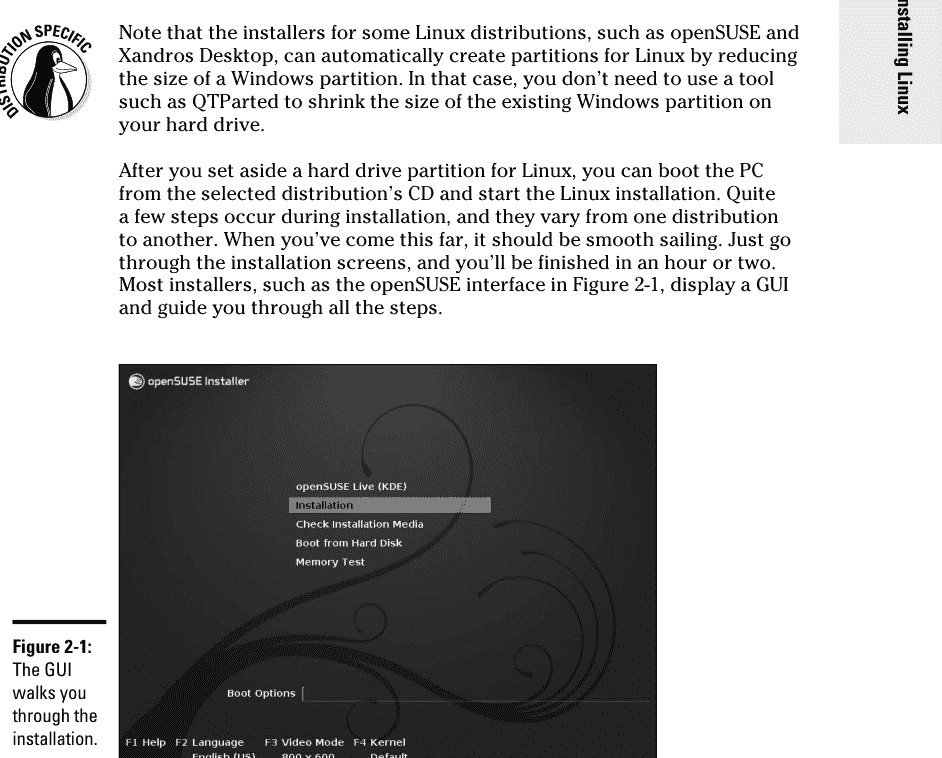 DISTRIBUTION SPECIFIC
Note that the installers for some Linux distributions, such as openSUSE and
Xandros Desktop, can automatically create partitions for Linux by reducing
the size of a Windows partition. In that case, you don’t need to use a tool
such as QTParted to shrink the size of the existing Windows partition on
your hard drive.
After you set aside a hard drive partition for Linux, you can boot the PC
from the selected distribution’s CD and start the Linux installation. Quite
a few steps occur during installation, and they vary from one distribution
to another. When you’ve come this far, it should be smooth sailing. Just go
through the installation screens, and you’ll be finished in an hour or two.
Most installers, such as the openSUSE interface in Figure 2-1, display a GUI
and guide you through all the steps.
nstalling Linux
openSUSE Installer
openSUSE Live (KDE)
Installation
Check Installation Media
Boot from Hard Disk
Memory Test
Boot Options
F1 Help F2 Language F3 Video Mode F4 Kernel
English (US) 800 x 600 Default
Figure 2-1:
The GUI
walks you
through the
installation.